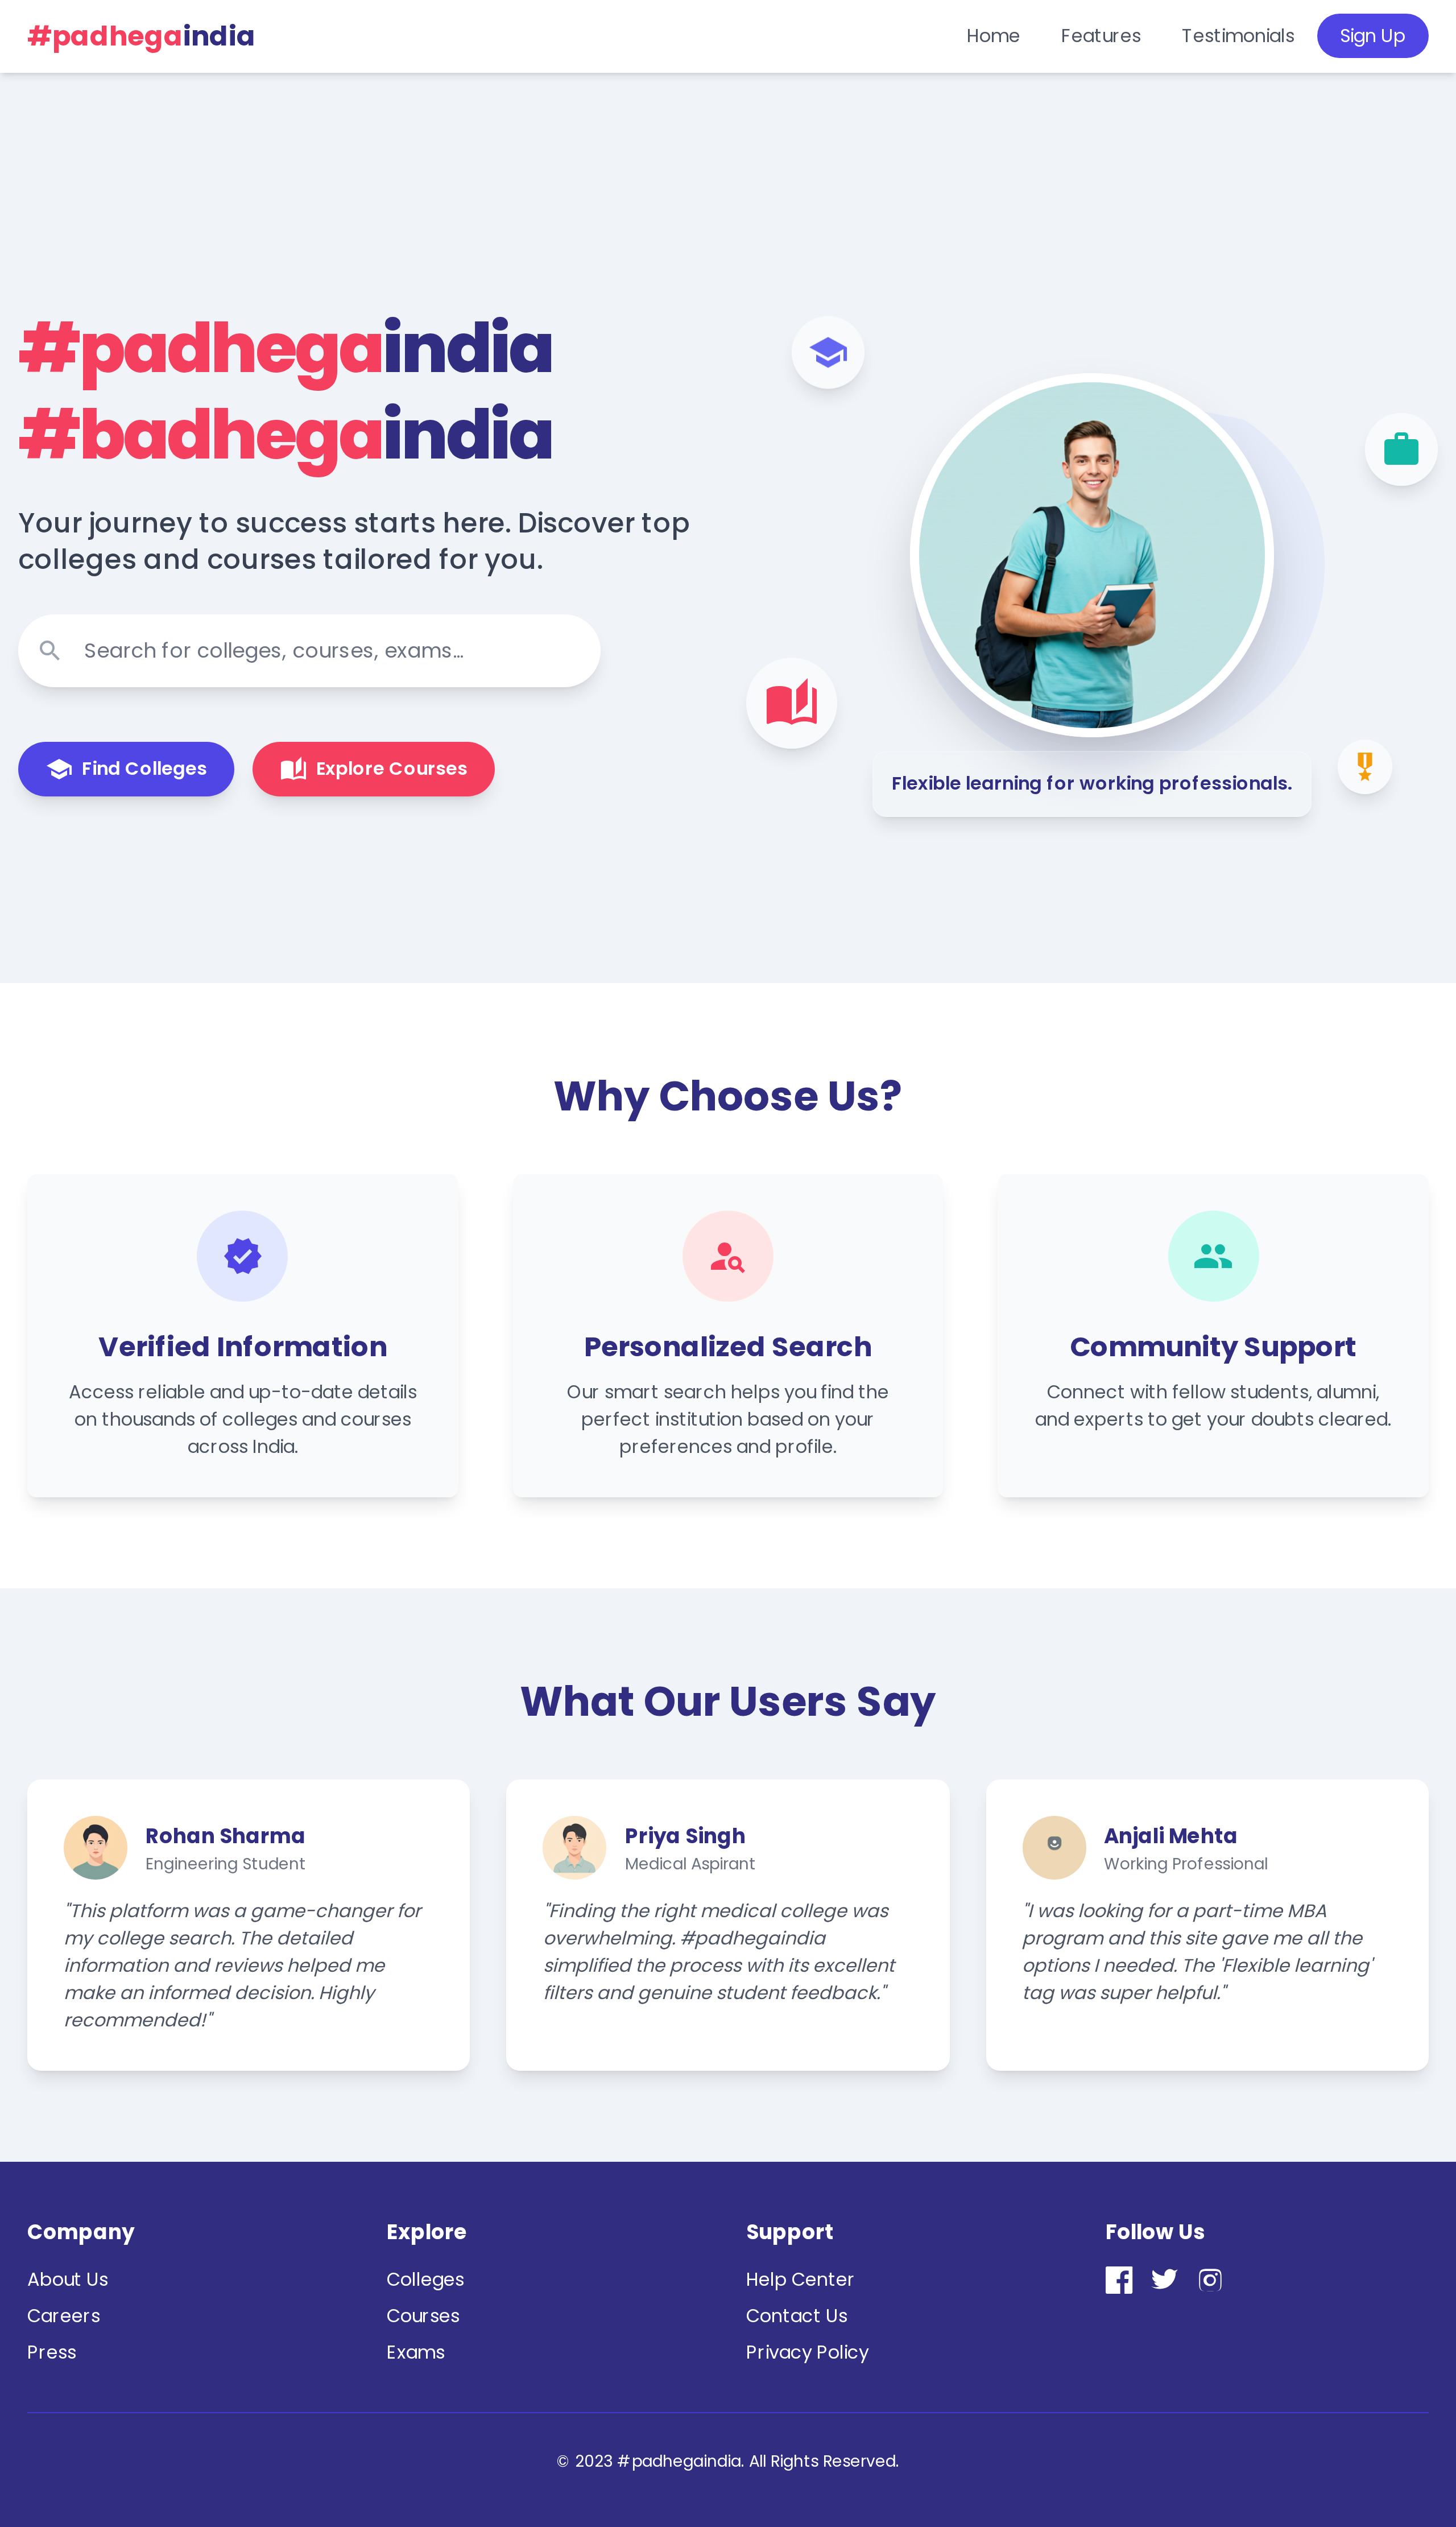 #padhegaindia
Home
Features
Testimonials
Sign Up
#padhegaindia
#badhegaindia
Your journey to success starts here. Discover top
colleges and courses tailored for you.
Search for colleges, courses, exams...
Find Colleges
Explore Courses
Flexible learning for working professionals.
Why Choose Us?
Verified Information
Access reliable and up-to-date details
on thousands of colleges and courses
across India.
Personalized Search
Our smart search helps you find the
perfect institution based on your
preferences and profile.
Community Support
Connect with fellow students, alumni,
and experts to get your doubts cleared.
What Our Users Say
Rohan Sharma
Engineering Student
"This platform was a game-changer for
my college search. The detailed
information and reviews helped me
make an informed decision. Highly
recommended!"
Priya Singh
Medical Aspirant
"Finding the right medical college was
overwhelming. #padhegaindia
simplified the process with its excellent
filters and genuine student feedback."
Anjali Mehta
Working Professional
"I was looking for a part-time MBA
program and this site gave me all the
options I needed. The 'Flexible learning'
tag was super helpful."
Company
About Us
Careers
Press
Explore
Colleges
Courses
Exams
Support
Help Center
Contact Us
Privacy Policy
Follow Us
© 2023 #padhegaindia. All Rights Reserved.